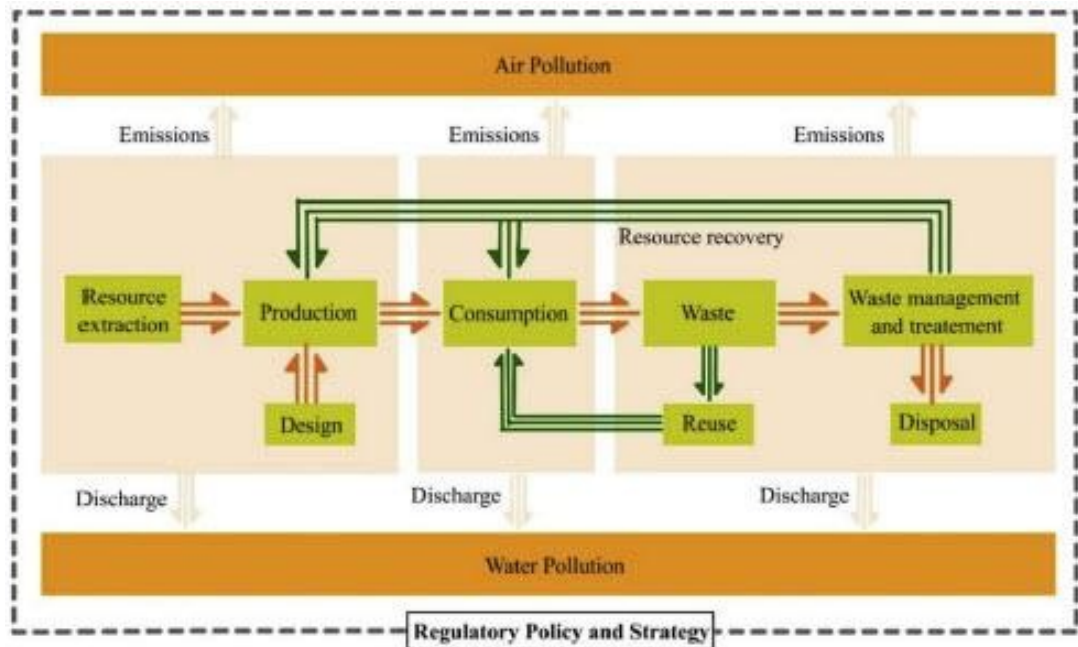 Air Pollution
Emissions
Emissions
Emissions
Resource recovery
Resource
extraction
Production
Consumption
Waste
Waste management
and treatement
Design
Reuse
Disposal
Discharge
Discharge
Discharge
Water Pollution
Regulatory Policy and Strategy